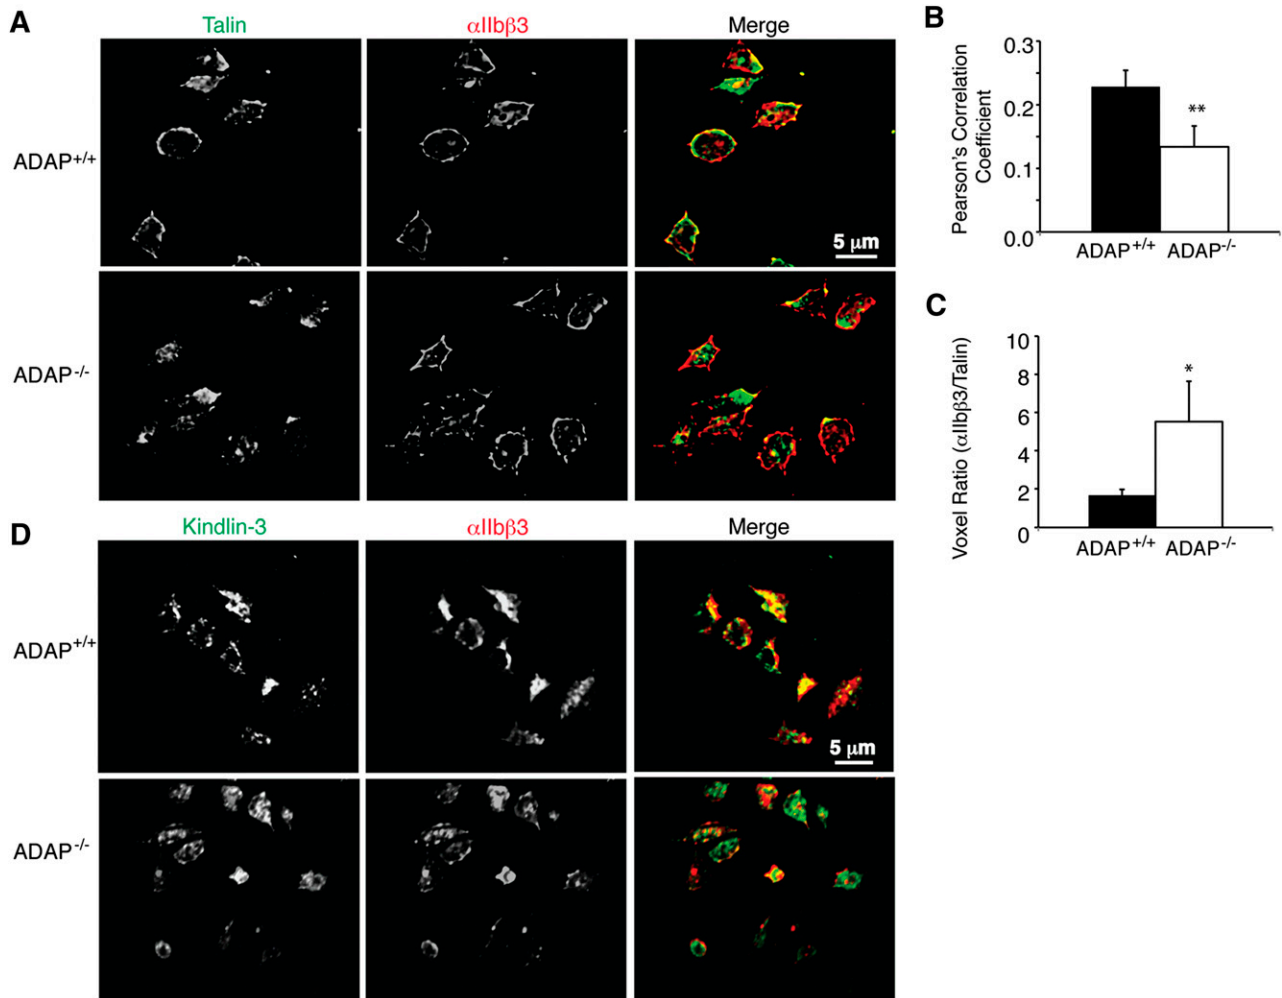 A
Talin
αIIbβ3
Merge
ADAP+/+
5 µm
ADAP-/-
B
Pearson's Correlation
Coefficient
0.3
0.2
0.1
0.0
**
ADAP+/+
ADAP-/-
C
Voxel Ratio (αIIbβ3/Talin)
10
8
6
4
2
0
*
ADAP+/+
ADAP-/-
D
Kindlin-3
αIIbβ3
Merge
ADAP+/+
5 µm
ADAP-/-